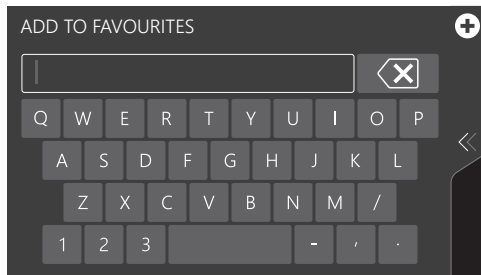 ADD TO FAVOURITES
Q W E R T Y U I O P
A S D F G H J K L
Z X C V B N M /
1 2 3 - , .